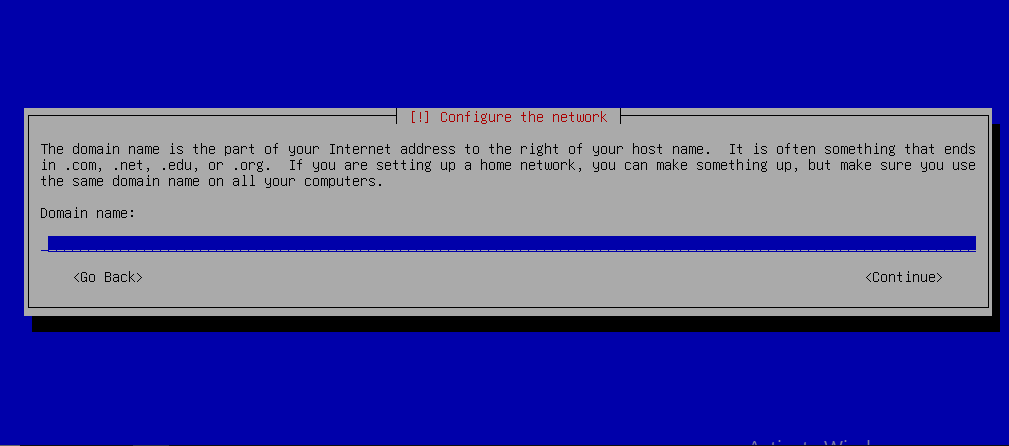 [!] Configure the network
The domain name is the part of your Internet address to the right of your host name.  It is often something that ends
in .com, .net, .edu, or .org.  If you are setting up a home network, you can make something up, but make sure you use
the same domain name on all your computers.
Domain name:
<Go Back>
<Continue>